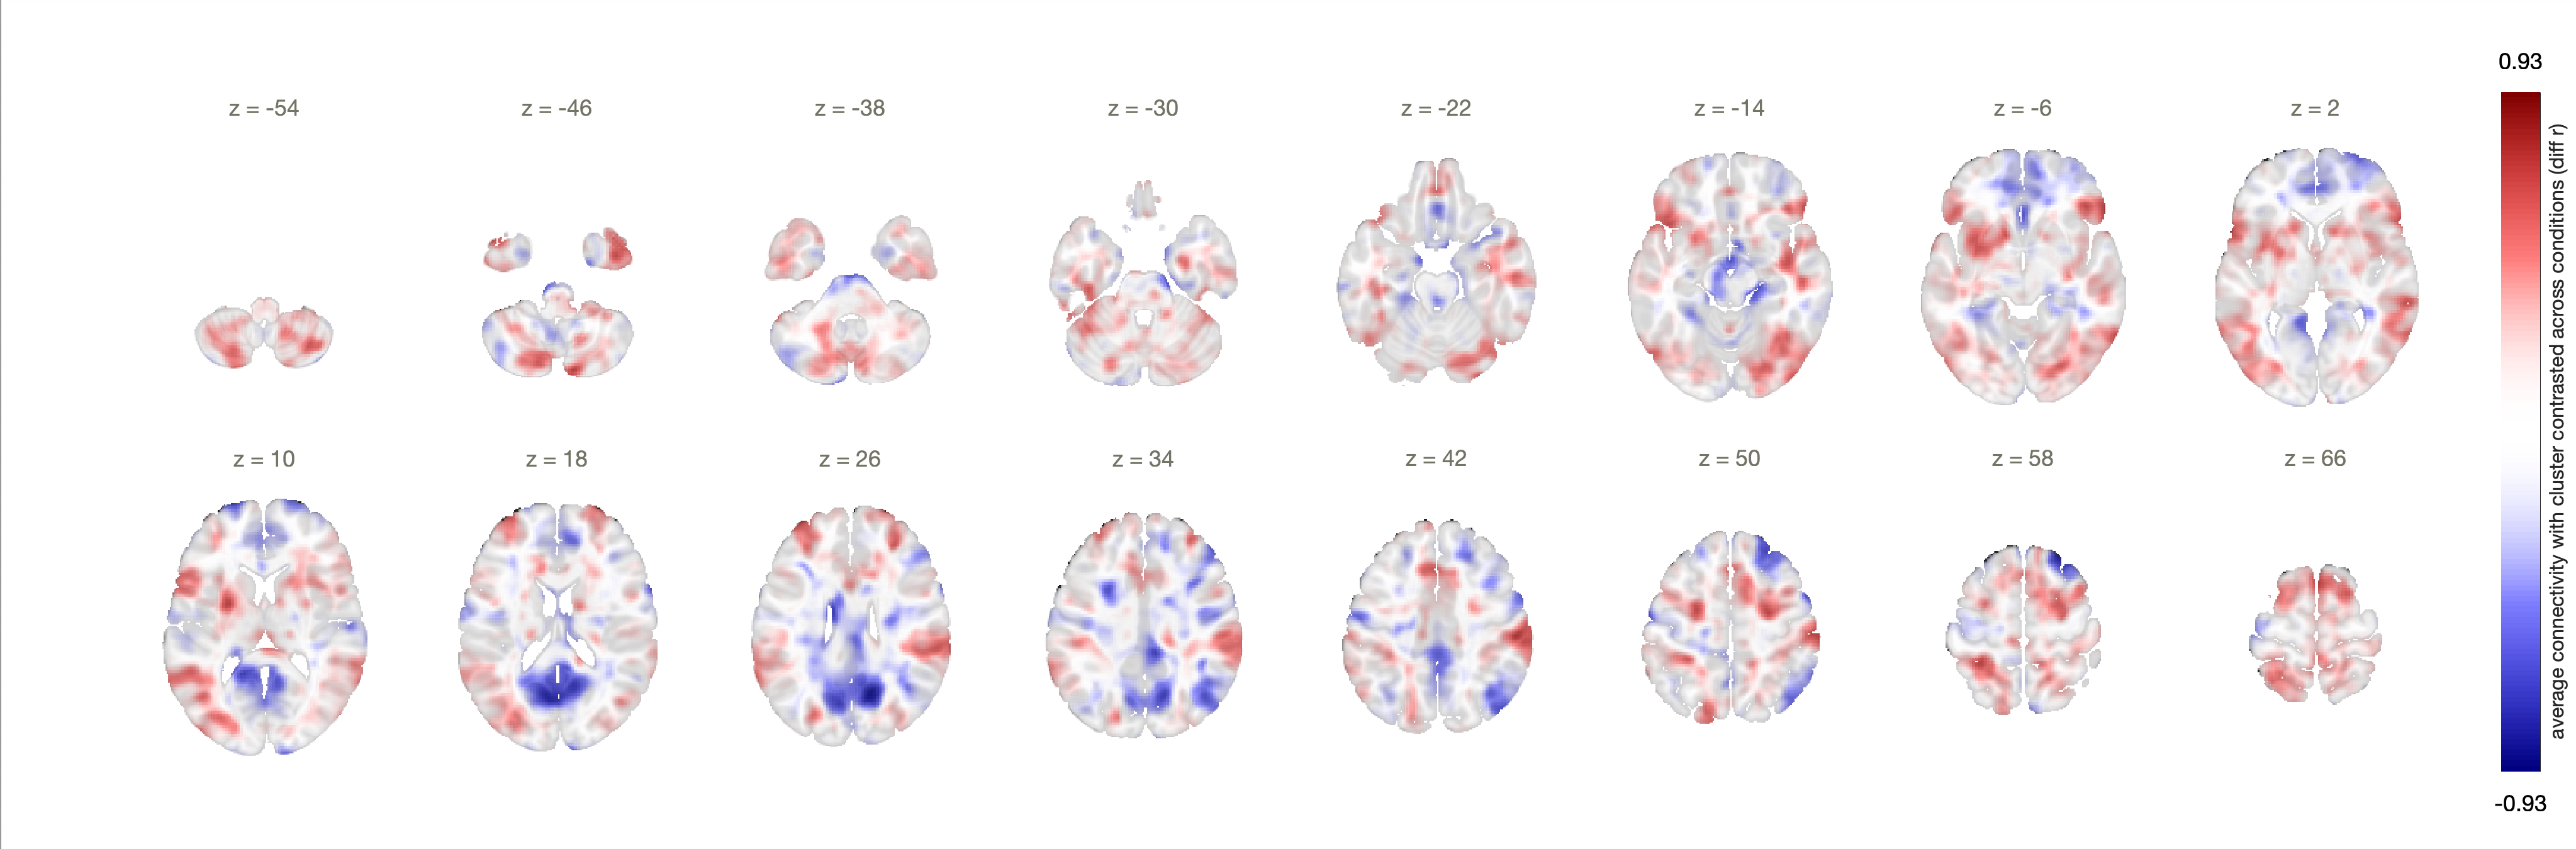 0.93
z = -54
z = -46
z = -38
z = -30
z = -22
z = -14
z = -6
z = 2
z = 10
z = 18
z = 26
z = 34
z = 42
z = 50
z = 58
z = 66
average connectivity with cluster contrasted across conditions (diff r)
-0.93